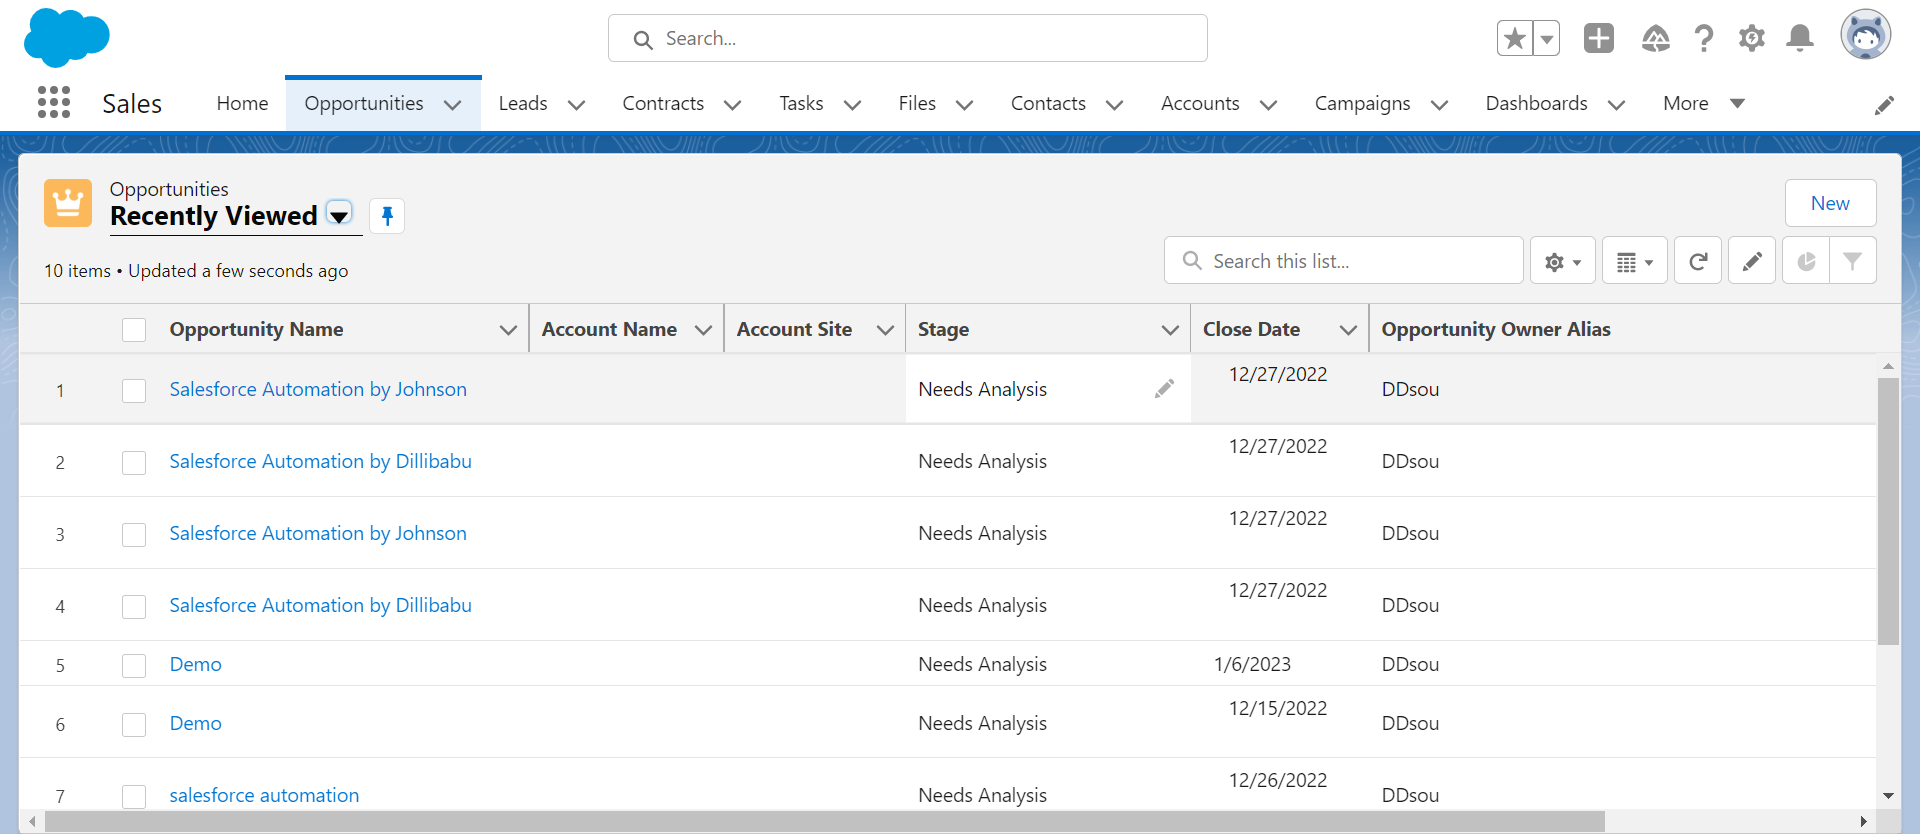 Search...
Sales Home Opportunities Leads Contracts Tasks Files Contacts Accounts Campaigns Dashboards More
Opportunities
Recently Viewed
New
10 items • Updated a few seconds ago
Search this list...
Opportunity Name Account Name Account Site Stage Close Date Opportunity Owner Alias
1 Salesforce Automation by Johnson Needs Analysis 12/27/2022 DDsou
2 Salesforce Automation by Dillibabu Needs Analysis 12/27/2022 DDsou
3 Salesforce Automation by Johnson Needs Analysis 12/27/2022 DDsou
4 Salesforce Automation by Dillibabu Needs Analysis 12/27/2022 DDsou
5 Demo Needs Analysis 1/6/2023 DDsou
6 Demo Needs Analysis 12/15/2022 DDsou
7 salesforce automation Needs Analysis 12/26/2022 DDsou